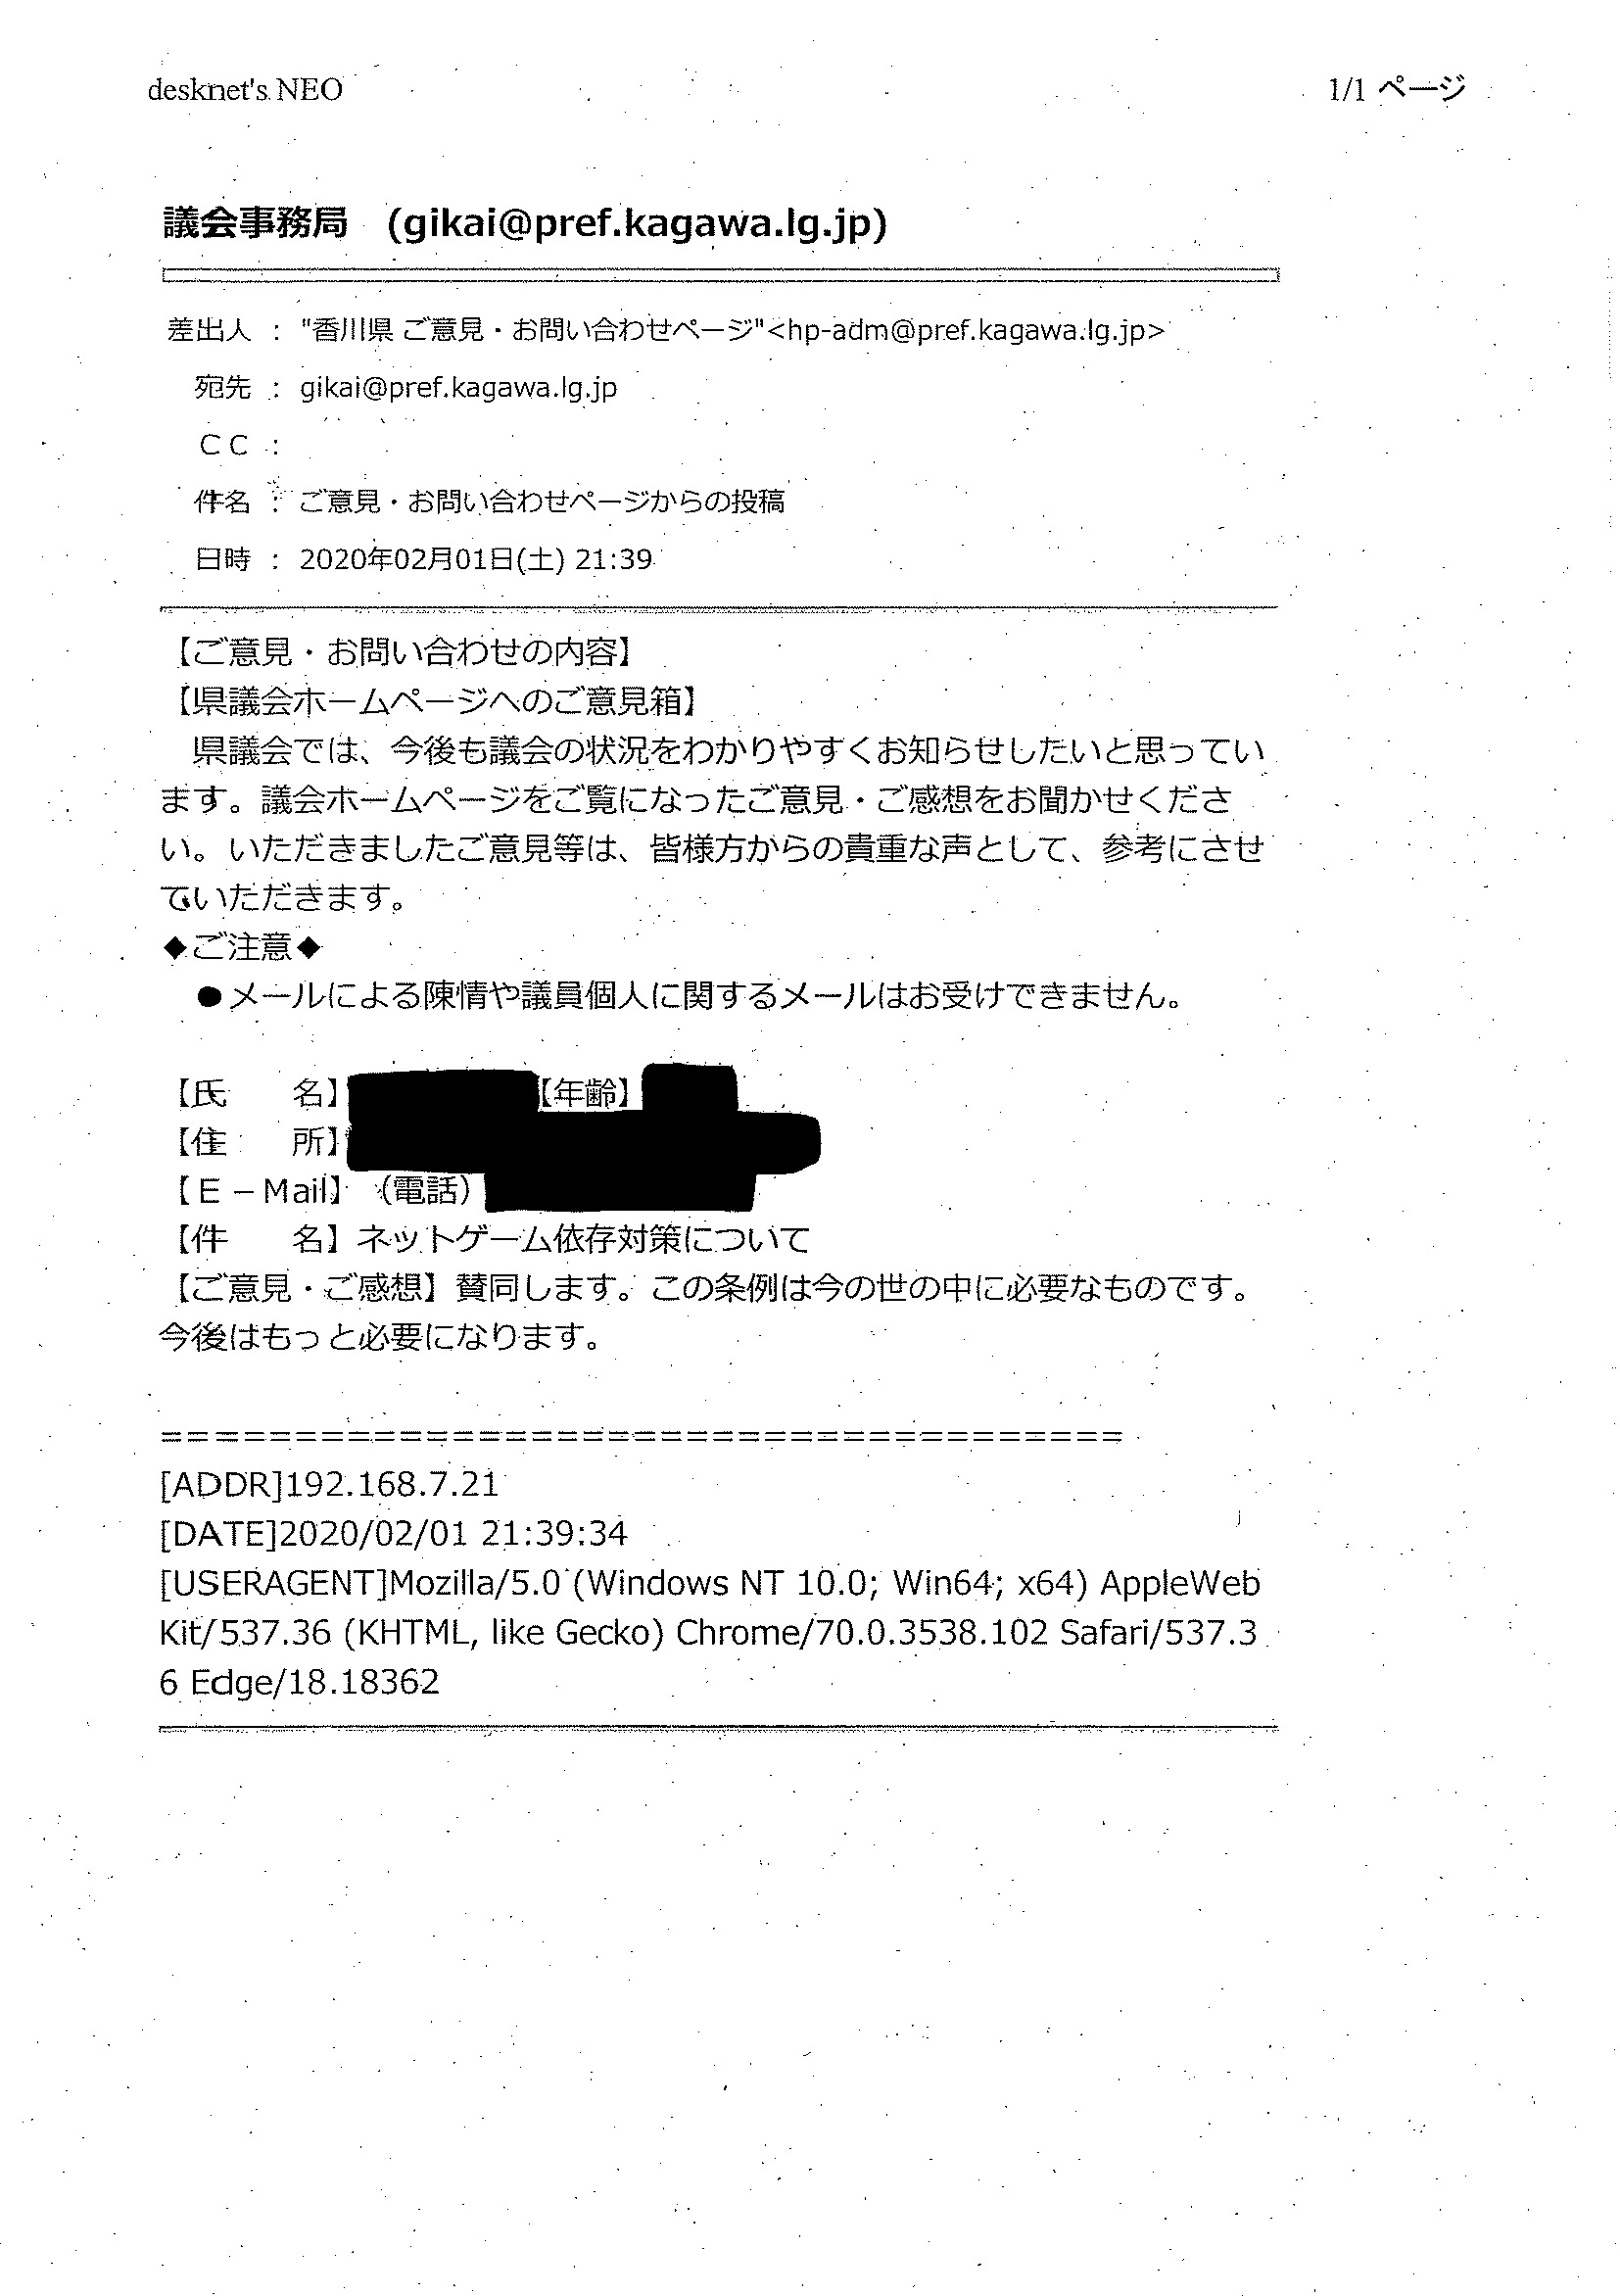 desknet's NEO
1/1 ページ
議会事務局 (gikai@pref.kagawa.lg.jp)
差出人 : "香川県 ご意見・お問い合わせページ"<hp-adm@pref.kagawa.lg.jp>
宛先 : gikai@pref.kagawa.lg.jp
ＣＣ :
件名 : ご意見・お問い合わせページからの投稿
日時 : 2020年02月01日(土) 21:39
【ご意見・お問い合わせの内容】
【県議会ホームページへのご意見箱】
　県議会では、今後も議会の状況をわかりやすくお知らせしたいと思ってい
ます。議会ホームページをご覧になったご意見・ご感想をお聞かせくださ
い。いただきましたご意見等は、皆様方からの貴重な声として、参考にさせ
ていただきます。
◆ご注意◆
　●メールによる陳情や議員個人に関するメールはお受けできません。
【氏　　名】【年齢】
【住　　所】
【Ｅ－Mail】（電話）
【件　　名】ネットゲーム依存対策について
【ご意見・ご感想】賛同します。この条例は今の世の中に必要なものです。
今後はもっと必要になります。
=====================================
[ADDR]192.168.7.21
[DATE]2020/02/01 21:39:34
[USERAGENT]Mozilla/5.0 (Windows NT 10.0; Win64; x64) AppleWeb
Kit/537.36 (KHTML, like Gecko) Chrome/70.0.3538.102 Safari/537.3
6 Edge/18.18362